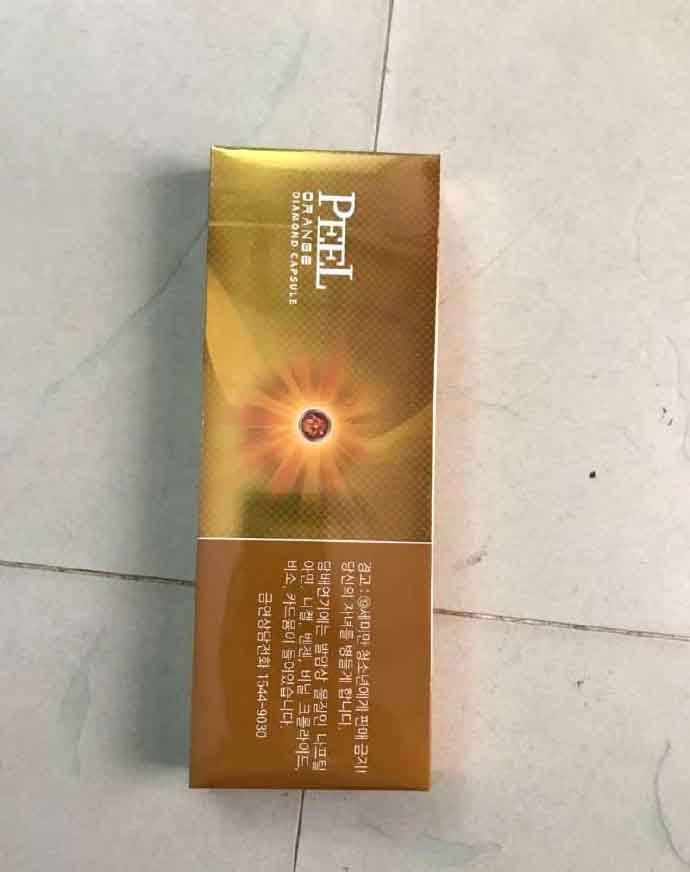 PEEL
ORANGE
DIAMOND CAPSULE
경고 : ⑲세미만 청소년에게 판매 금지!
당신의 자녀를 병들게 합니다.
담배연기에는 발암성 물질인 나프틸
아민, 니켈, 벤젠, 비닐 크롤라이드,
비소, 카드뮴이 들어있습니다.
금연상담전화 1544-9030